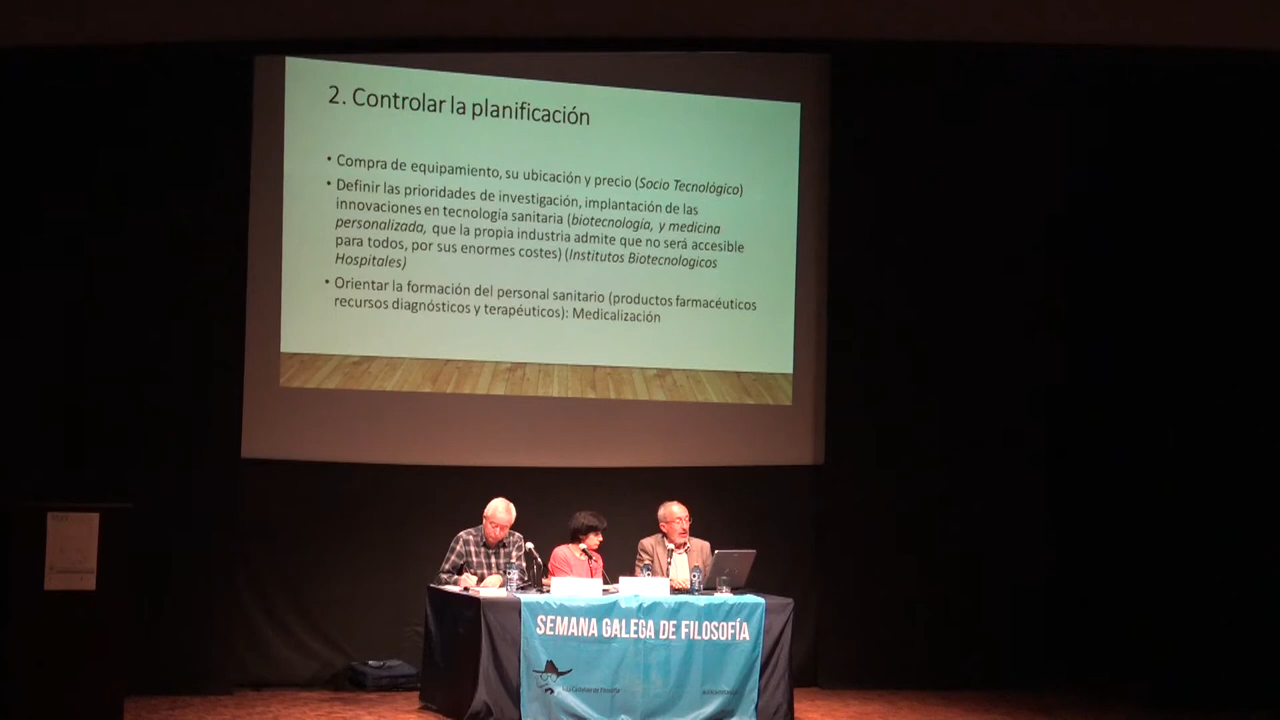 2. Controlar la planificación
• Compra de equipamiento, su ubicación y precio (Socio Tecnológico)
• Definir las prioridades de investigación, implantación de las
innovaciones en tecnología sanitaria (biotecnología, y medicina
personalizada, que la propia industria admite que no será accesible
para todos, por sus enormes costes) (Institutos Biotecnologicos
Hospitales)
• Orientar la formación del personal sanitario (productos farmacéuticos
recursos diagnósticos y terapéuticos): Medicalización
SEMANA GALEGA DE FILOSOFÍA
de Filosofía